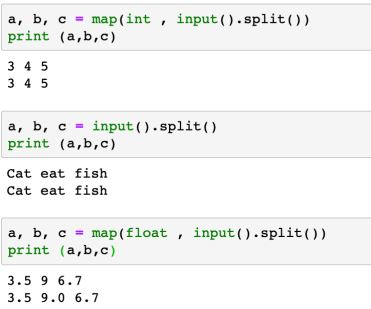 a, b, c = map(int , input().split())
print (a,b,c)
3 4 5
3 4 5
a, b, c = input().split()
print (a,b,c)
Cat eat fish
Cat eat fish
a, b, c = map(float , input().split())
print (a,b,c)
3.5 9 6.7
3.5 9.0 6.7